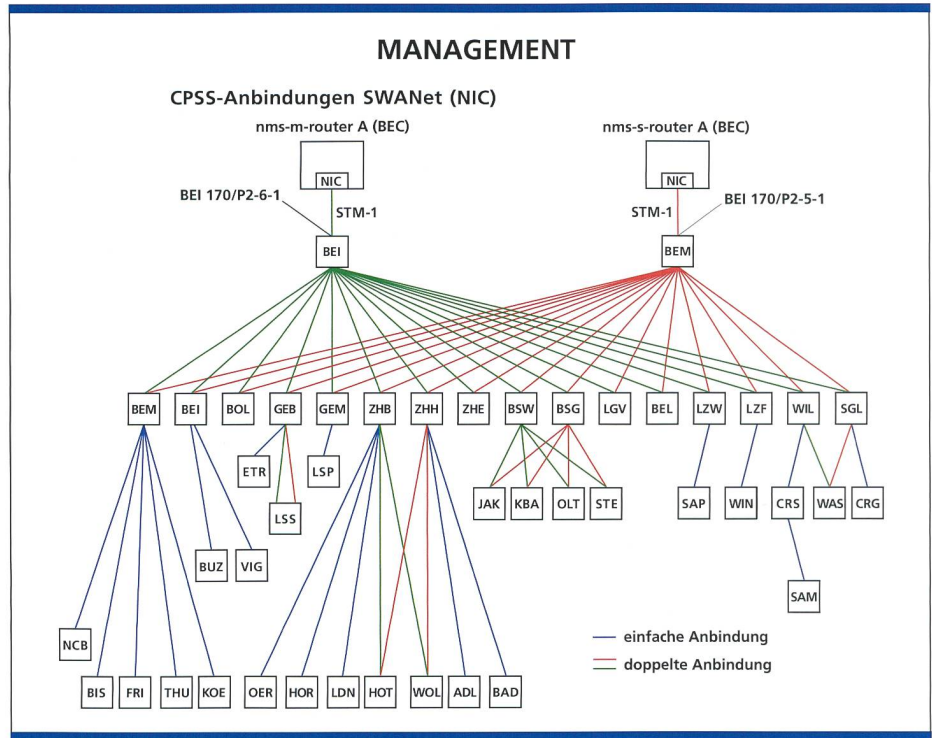 MANAGEMENT
CPSS-Anbindungen SWANet (NIC)
nms-m-router A (BEC)
nms-s-router A (BEC)
NIC
NIC
BEI 170/P2-6-1
BEI 170/P2-5-1
STM-1
STM-1
BEI
BEM
BEM BEI BOL GEB GEM ZHB ZHH ZHE BSW BSG LGV BEL LZW LZF WIL SGL
ETR LSP
LSS
JAK KBA OLT STE SAP WIN CRS WAS CRG
BUZ VIG
SAM
NCB
einfache Anbindung
doppelte Anbindung
BIS FRI THU KOE OER HOR LDN HOT WOL ADL BAD